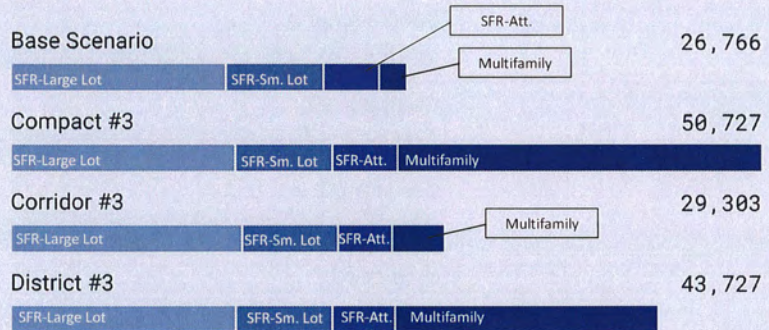 SFR-Att.
Base Scenario 26,766
Multifamily
SFR-Large Lot SFR-Sm. Lot
Compact #3 50,727
SFR-Large Lot SFR-Sm. Lot SFR-Att. Multifamily
Corridor #3 29,303
Multifamily
SFR-Large Lot SFR-Sm. Lot SFR-Att.
District #3 43,727
SFR-Large Lot SFR-Sm. Lot SFR-Att. Multifamily